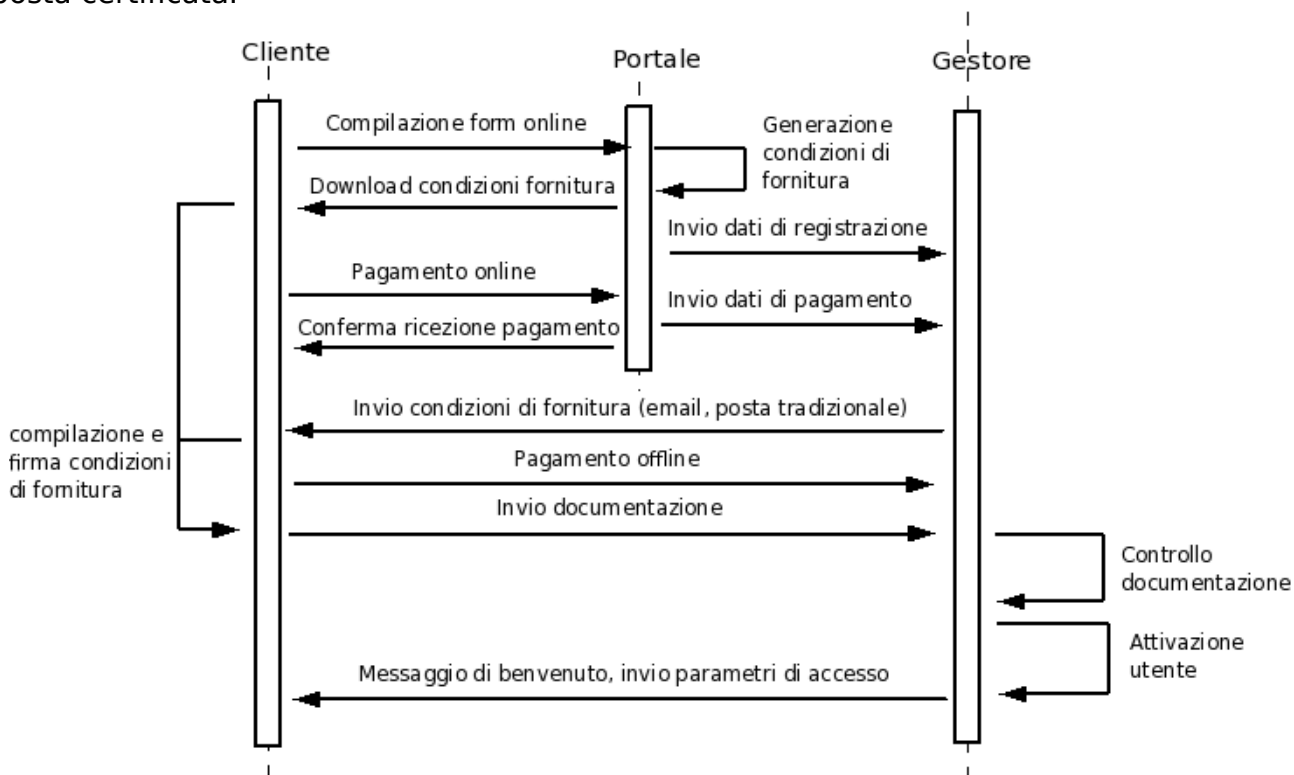 posta certificata.
Cliente
Portale
Gestore
Compilazione form online
Generazione
condizioni di
fornitura
Download condizioni fornitura
Invio dati di registrazione
Pagamento online
Invio dati di pagamento
Conferma ricezione pagamento
Invio condizioni di fornitura (email, posta tradizionale)
compilazione e
firma condizioni
di fornitura
Pagamento offline
Invio documentazione
Controllo
documentazione
Attivazione
utente
Messaggio di benvenuto, invio parametri di accesso